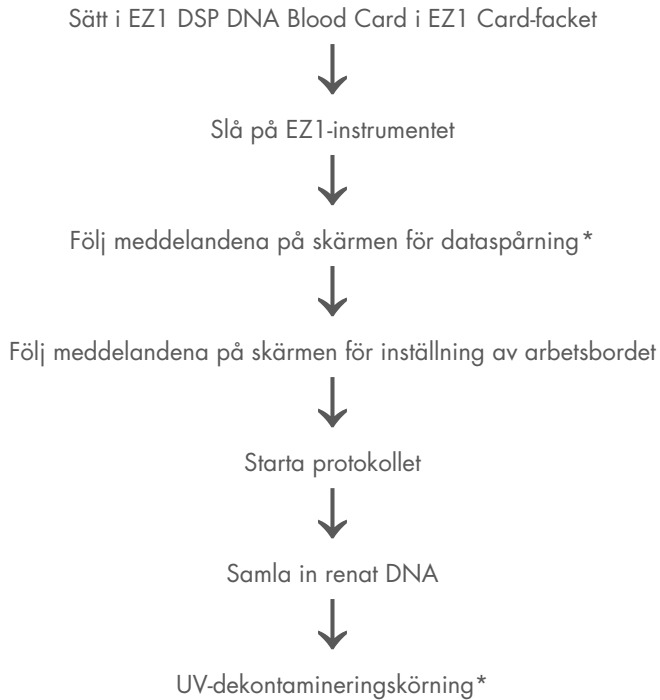 Sätt i EZ1 DSP DNA Blood Card i EZ1 Card-facket
Slå på EZ1-instrumentet
Följ meddelandena på skärmen för dataspårning*
Följ meddelandena på skärmen för inställning av arbetsbordet
Starta protokollet
Samla in renat DNA
UV-dekontamineringskörning*